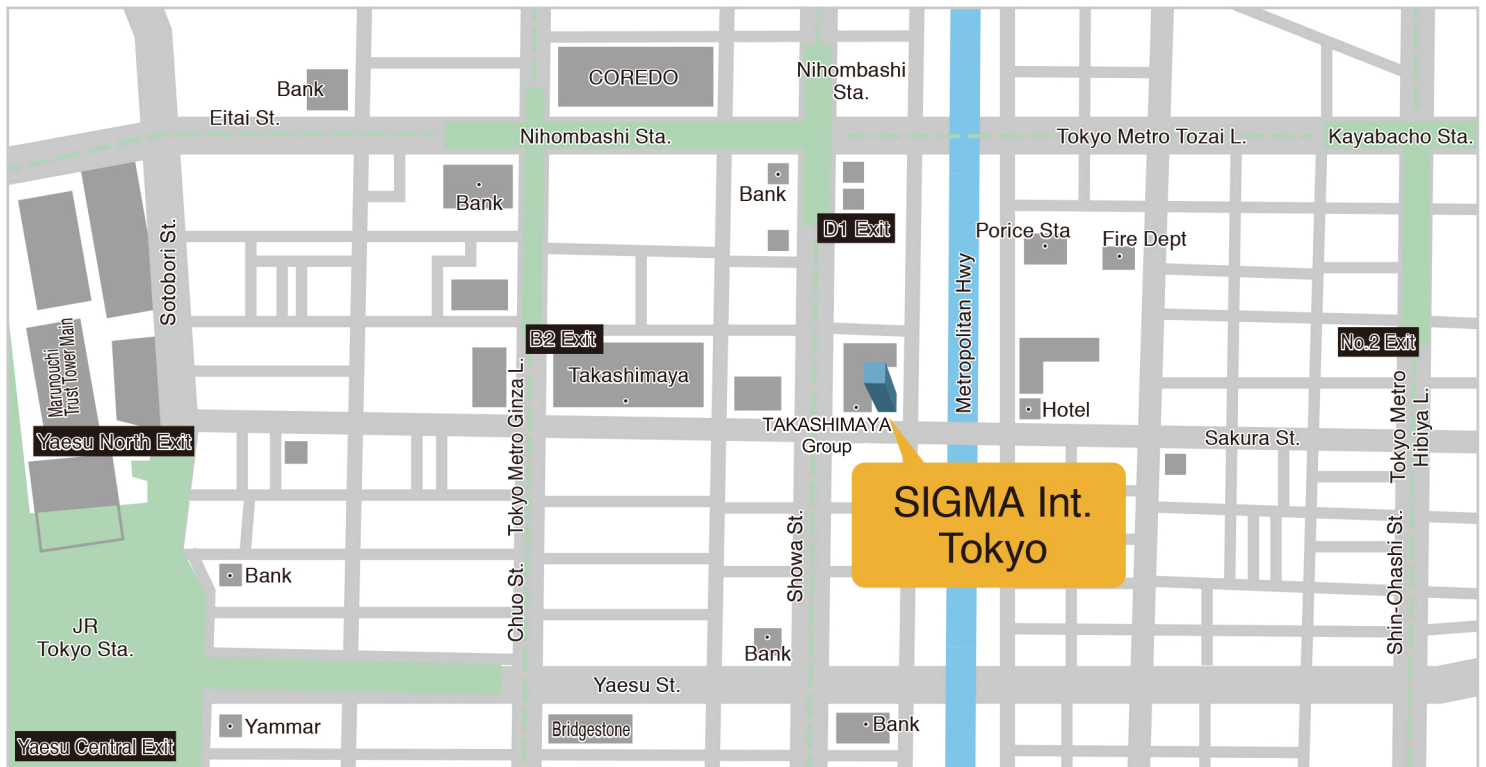 COREDO
Nihombashi
Sta.
Bank
Eitai St.
Nihombashi Sta.
Tokyo Metro Tozai L.
Kayabacho Sta.
Bank
Bank
D1 Exit
Porice Sta
Fire Dept
Sotobori St.
Metropolitan Hwy
B2 Exit
No.2 Exit
Marunouchi
Trust Tower Main
Takashimaya
Tokyo Metro Ginza L.
Hotel
TAKASHIMAYA
Group
Yaesu North Exit
Sakura St.
Tokyo Metro
Hibiya L.
SIGMA Int.
Tokyo
Showa St.
Chuo St.
Shin-Ohashi St.
Bank
JR
Tokyo Sta.
Bank
Yaesu St.
Yammar
Bridgestone
Bank
Yaesu Central Exit